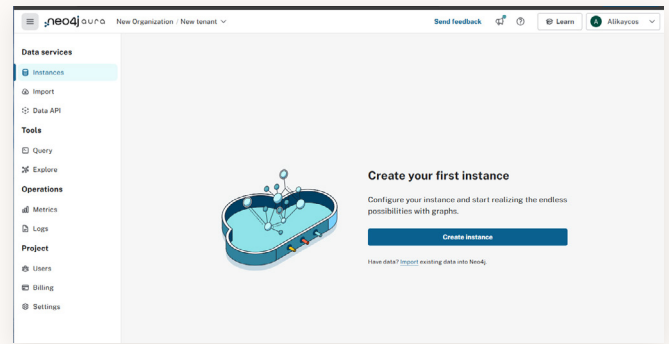 neo4j aura New Organization / New tenant Send feedback Learn A Alikaycos
Data services
Instances
Import
Data API
Tools
Query
Explore
Operations
Metrics
Logs
Project
Users
Billing
Settings
Create your first instance
Configure your instance and start realizing the endless
possibilities with graphs.
Create instance
Have data? Import existing data into Neo4j.